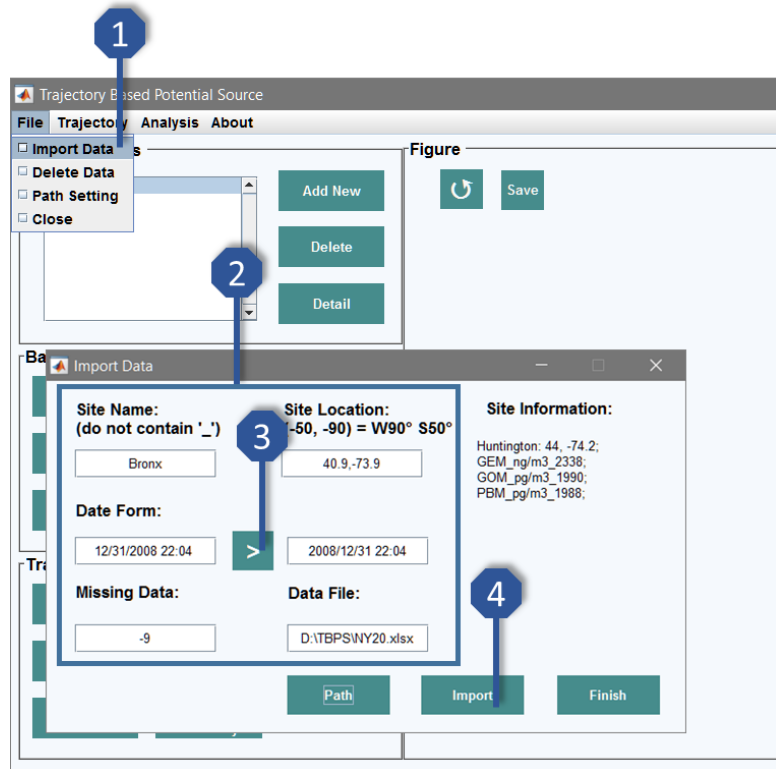 1
Trajectory Based Potential Source
File Trajectory Analysis About
Import Data
Delete Data
Path Setting
Close
Figure
Add New
Save
Delete
2
Detail
Import Data
Site Name:
(do not contain '_')
Site Location:
(-50, -90) = W90° S50°
Site Information:
3
Bronx
40.9,-73.9
Huntington: 44, -74.2;
GEM_ng/m3_2338;
GOM_pg/m3_1990;
PBM_pg/m3_1988;
Date Form:
12/31/2008 22:04
>
2008/12/31 22:04
Missing Data:
Data File:
4
-9
D:\TBPS\NY20.xlsx
Path
Import
Finish